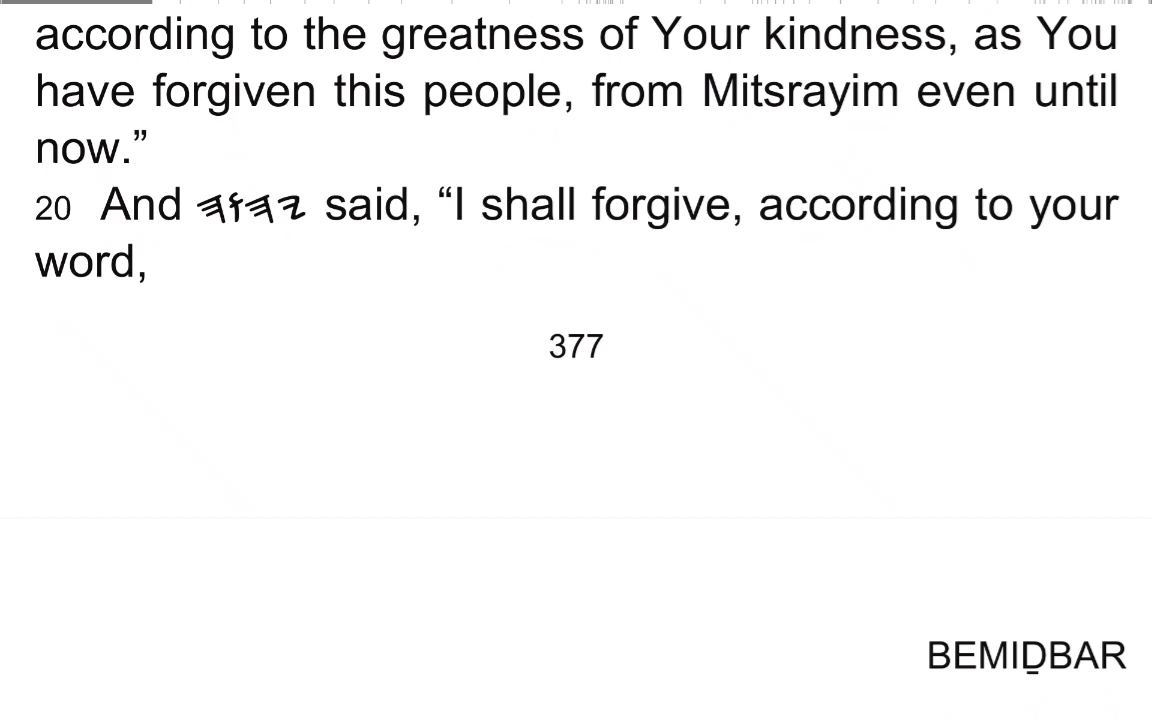 according to the greatness of Your kindness, as You
have forgiven this people, from Mitsrayim even until
now.”
20 And 𐤉𐤄𐤅𐤄 said, “I shall forgive, according to your
word,
377
BEMIḎBAR